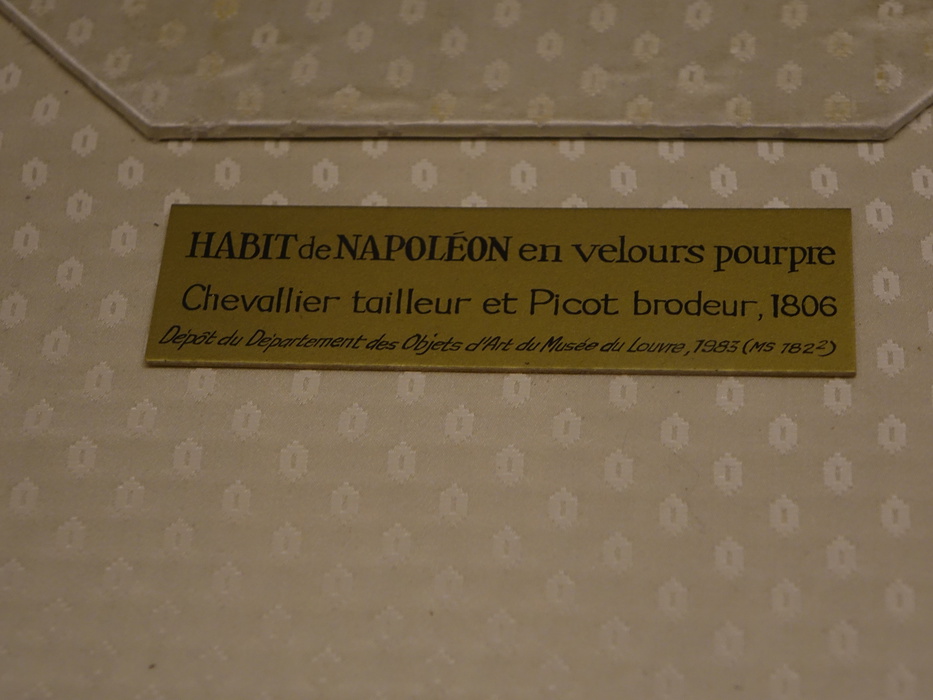 HABIT de NAPOLÉON en velours pourpre
Chevallier tailleur et Picot brodeur, 1806
Dépôt du Département des Objets d'Art du Musée du Louvre, 1983 (MS 182²)